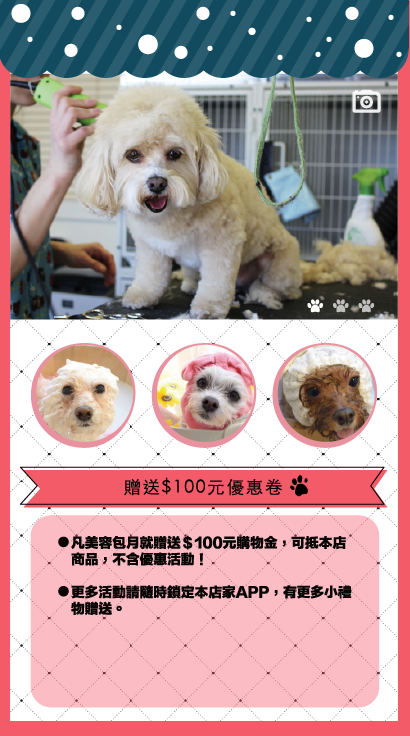 贈送$100元優惠卷
●凡美容包月就贈送＄100元購物金，可抵本店
商品，不含優惠活動！
●更多活動請隨時鎖定本店家APP，有更多小禮
物贈送。